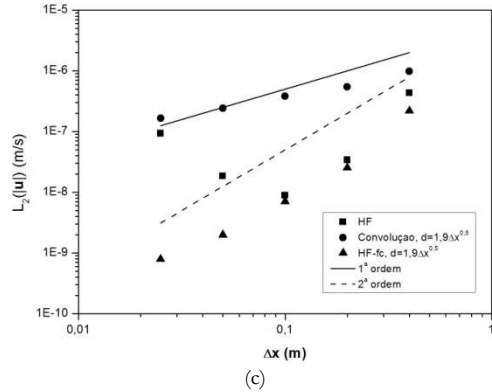 1E-5
1E-6
1E-7
1E-8
1E-9
1E-10
L2(|u|) (m/s)
HF
Convoluçao, d=1,9Δx^0,5
HF-fc, d=1,9Δx^0,5
1ª ordem
2ª ordem
0,01
0,1
1
Δx (m)
(c)